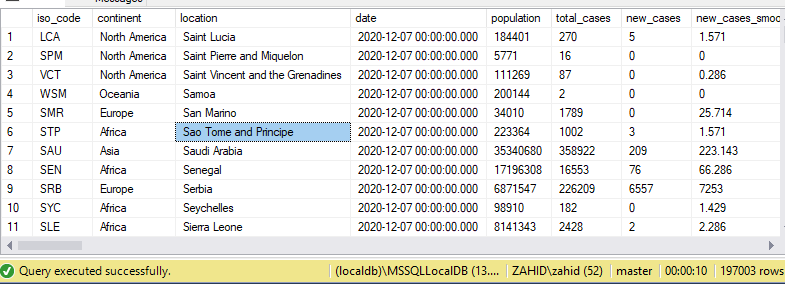 Messages
iso_code continent location date population total_cases new_cases new_cases_smoo
1 LCA North America Saint Lucia 2020-12-07 00:00:00.000 184401 270 5 1.571
2 SPM North America Saint Pierre and Miquelon 2020-12-07 00:00:00.000 5771 16 0 0
3 VCT North America Saint Vincent and the Grenadines 2020-12-07 00:00:00.000 111269 87 0 0.286
4 WSM Oceania Samoa 2020-12-07 00:00:00.000 200144 2 0 0
5 SMR Europe San Marino 2020-12-07 00:00:00.000 34010 1789 0 25.714
6 STP Africa Sao Tome and Principe 2020-12-07 00:00:00.000 223364 1002 3 1.571
7 SAU Asia Saudi Arabia 2020-12-07 00:00:00.000 35340680 358922 209 223.143
8 SEN Africa Senegal 2020-12-07 00:00:00.000 17196308 16553 76 66.286
9 SRB Europe Serbia 2020-12-07 00:00:00.000 6871547 226209 6557 7253
10 SYC Africa Seychelles 2020-12-07 00:00:00.000 98910 182 0 1.429
11 SLE Africa Sierra Leone 2020-12-07 00:00:00.000 8141343 2428 2 2.286
Query executed successfully. (localdb)\MSSQLLocalDB (13.... ZAHID\zahid (52) master 00:00:10 197003 rows